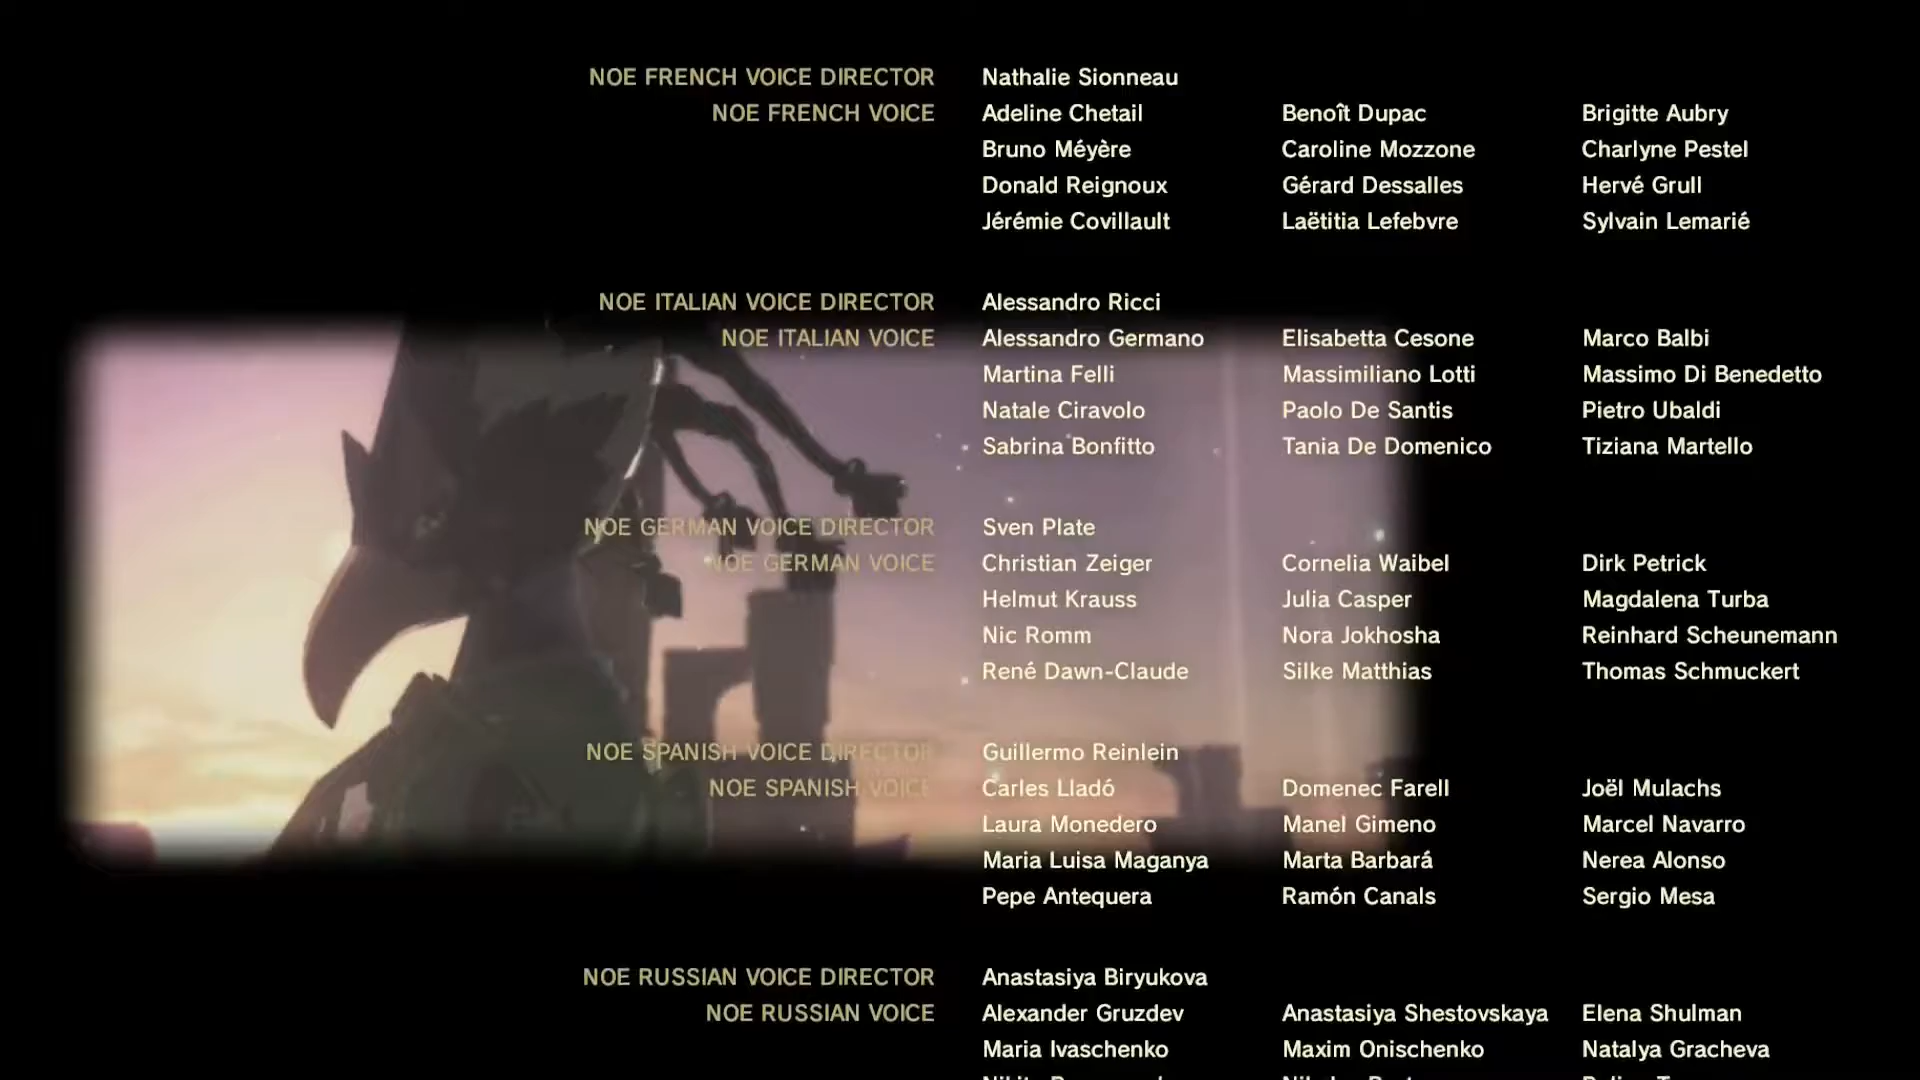 NOE FRENCH VOICE DIRECTOR Nathalie Sionneau
NOE FRENCH VOICE Adeline Chetail Benoît Dupac Brigitte Aubry
Bruno Méyère Caroline Mozzone Charlyne Pestel
Donald Reignoux Gérard Dessalles Hervé Grull
Jérémie Covillault Laëtitia Lefebvre Sylvain Lemarié
NOE ITALIAN VOICE DIRECTOR Alessandro Ricci
NOE ITALIAN VOICE Alessandro Germano Elisabetta Cesone Marco Balbi
Martina Felli Massimiliano Lotti Massimo Di Benedetto
Natale Ciravolo Paolo De Santis Pietro Ubaldi
Sabrina Bonfitto Tania De Domenico Tiziana Martello
NOE GERMAN VOICE DIRECTOR Sven Plate
NOE GERMAN VOICE Christian Zeiger Cornelia Waibel Dirk Petrick
Helmut Krauss Julia Casper Magdalena Turba
Nic Romm Nora Jokhosha Reinhard Scheunemann
René Dawn-Claude Silke Matthias Thomas Schmuckert
NOE SPANISH VOICE DIRECTOR Guillermo Reinlein
NOE SPANISH VOICE Carles Lladó Domenec Farell Joël Mulachs
Laura Monedero Manel Gimeno Marcel Navarro
Maria Luisa Maganya Marta Barbará Nerea Alonso
Pepe Antequera Ramón Canals Sergio Mesa
NOE RUSSIAN VOICE DIRECTOR Anastasiya Biryukova
NOE RUSSIAN VOICE Alexander Gruzdev Anastasiya Shestovskaya Elena Shulman
Maria Ivaschenko Maxim Onischenko Natalya Gracheva